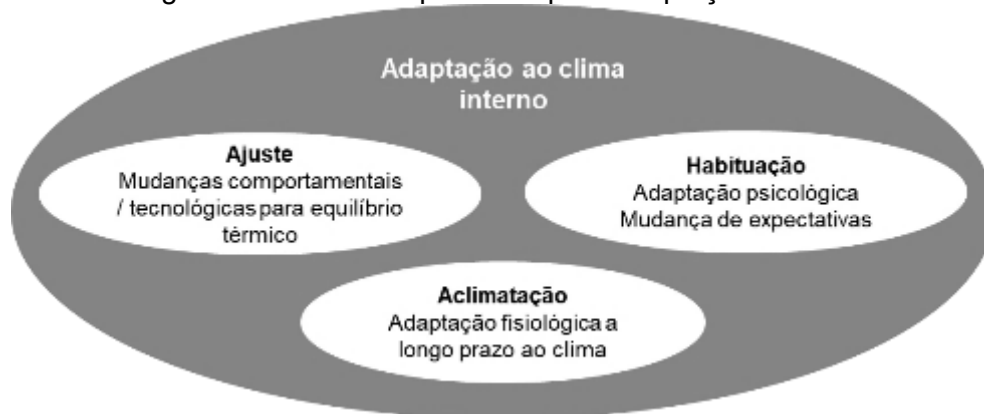 Adaptação ao clima
interno
Ajuste
Mudanças comportamentais
/ tecnológicas para equilíbrio
térmico
Habituação
Adaptação psicológica
Mudança de expectativas
Aclimatação
Adaptação fisiológica a
longo prazo ao clima